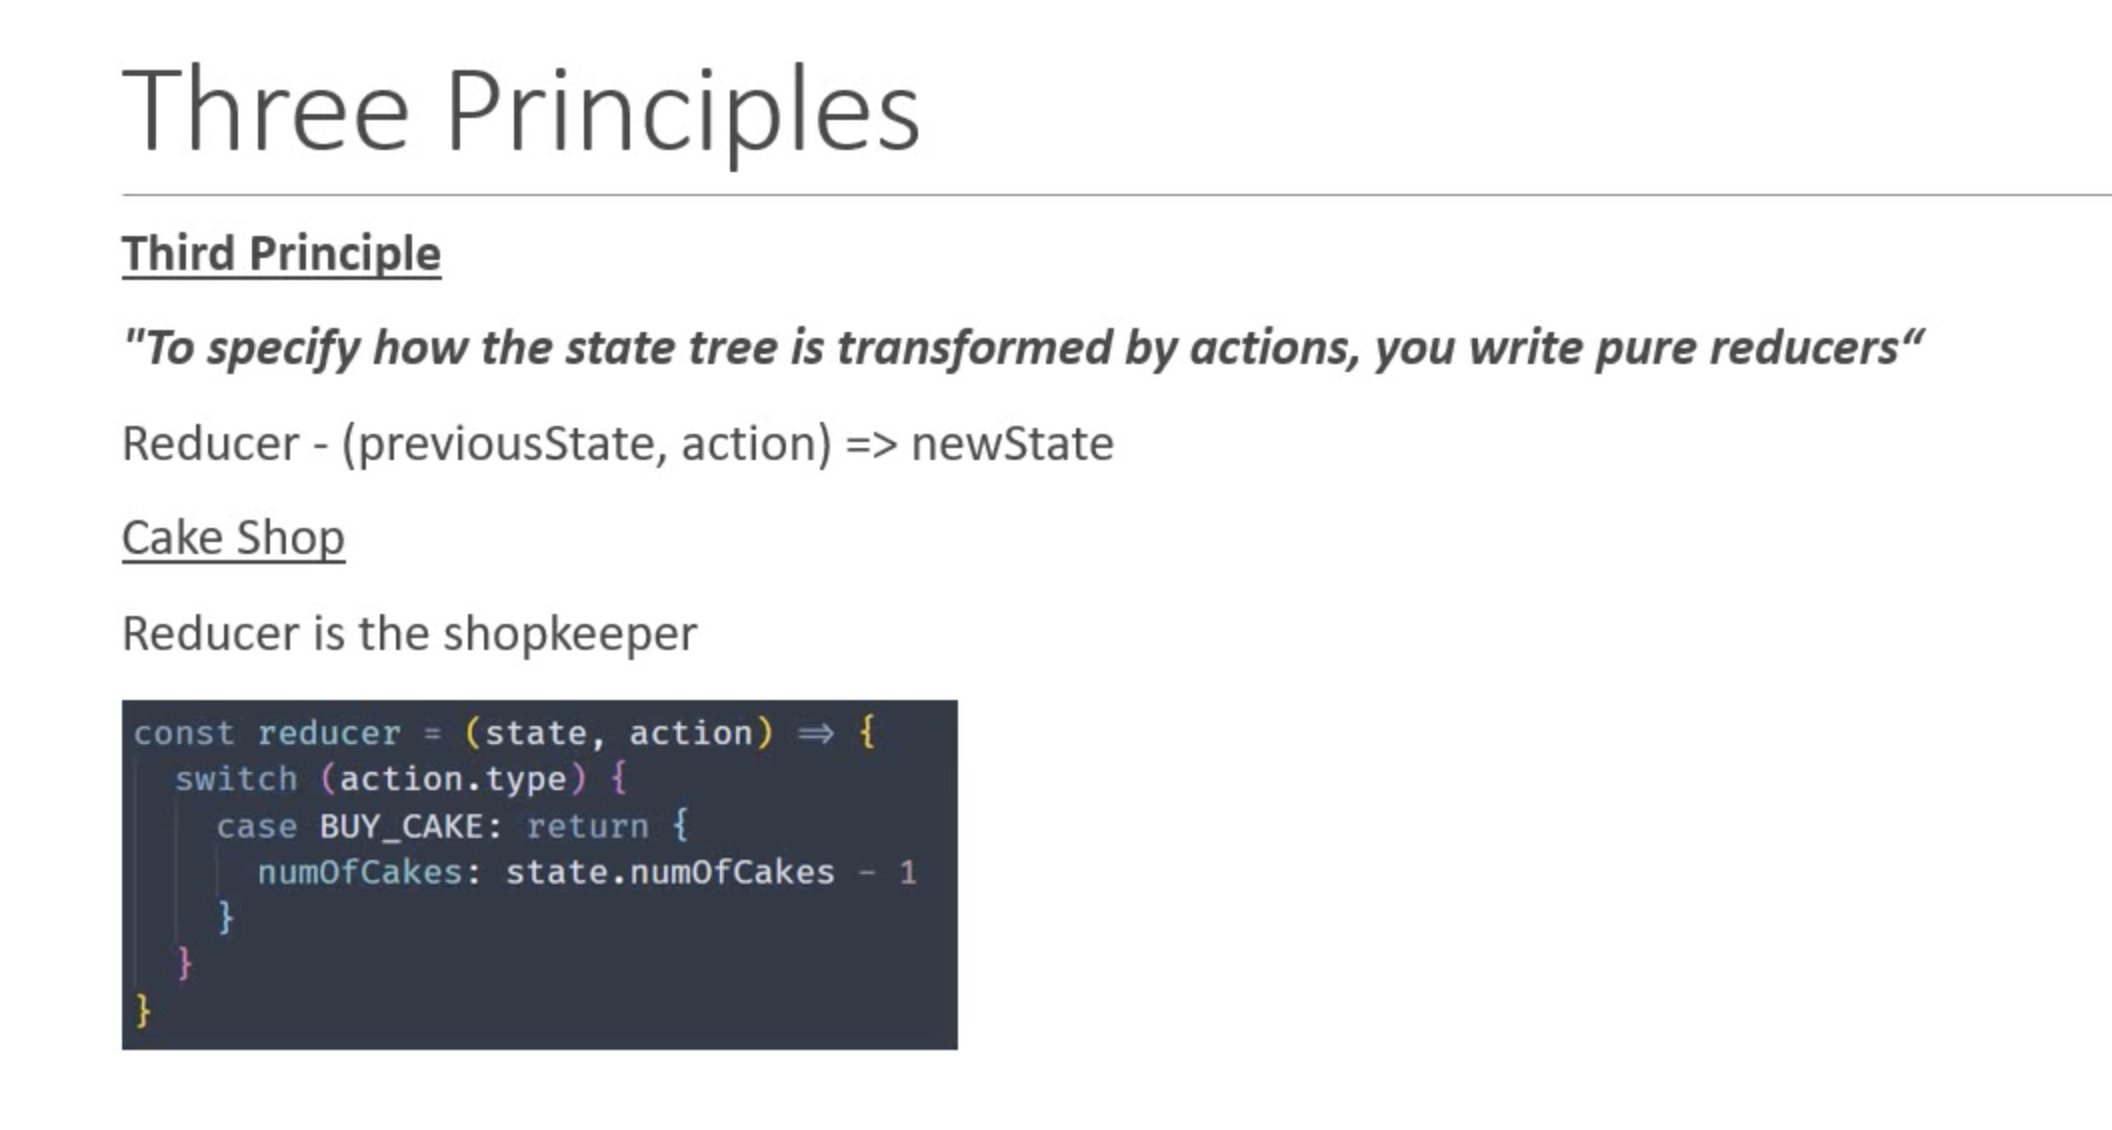 Three Principles
Third Principle
"To specify how the state tree is transformed by actions, you write pure reducers“
Reducer - (previousState, action) => newState
Cake Shop
Reducer is the shopkeeper
const reducer = (state, action) => {
  switch (action.type) {
    case BUY_CAKE: return {
      numOfCakes: state.numOfCakes - 1
    }
  }
}